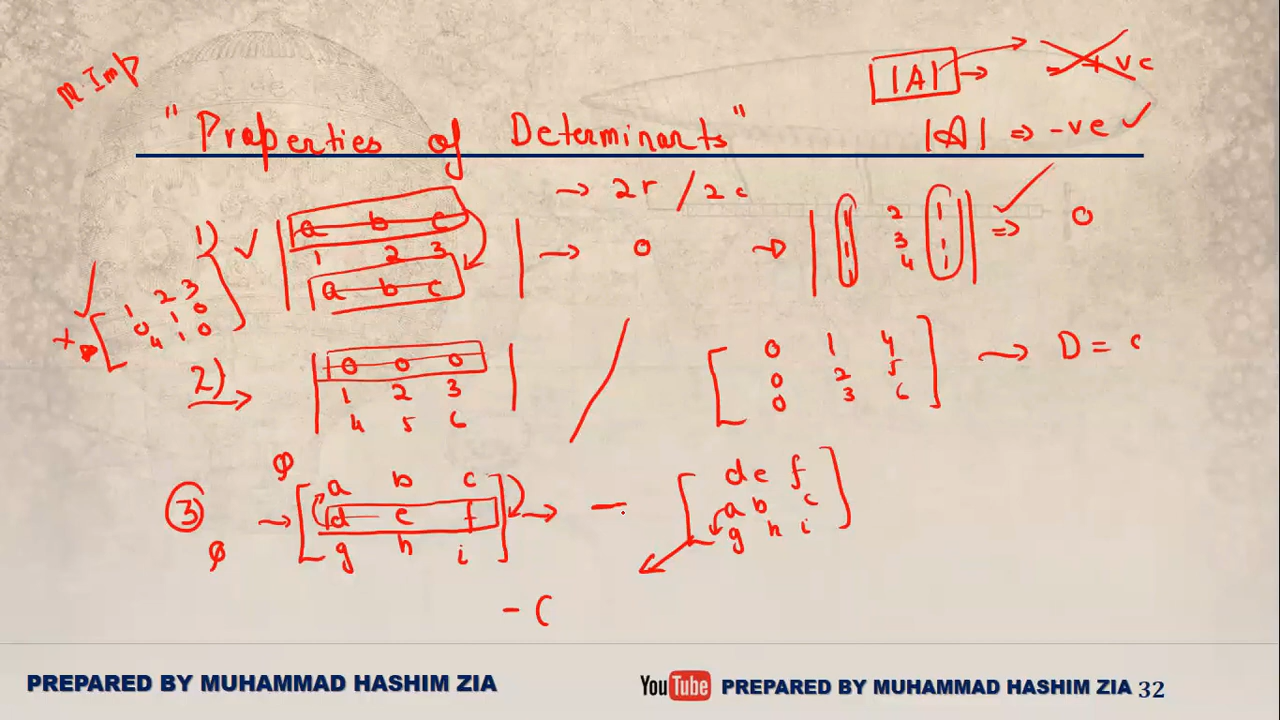 Imp
|A| → +ve
"Properties of Determinants"
|A| ⇒ -ve ✓
→ 2r / 2c
1) ✓
a b c
1 2 3
a b c
→ 0
→
1 2 1
1 3 1
1 4 1
⇒ 0
1 2 3
0 1 0
4 1 0
2) →
0 0 0
1 2 3
4 5 6
0 1 4
0 2 5
0 3 6
→ D =
③ →
a b c
d e f
g h i
→ -
d e f
a b c
g h i
- (
PREPARED BY MUHAMMAD HASHIM ZIA
YouTube PREPARED BY MUHAMMAD HASHIM ZIA 32